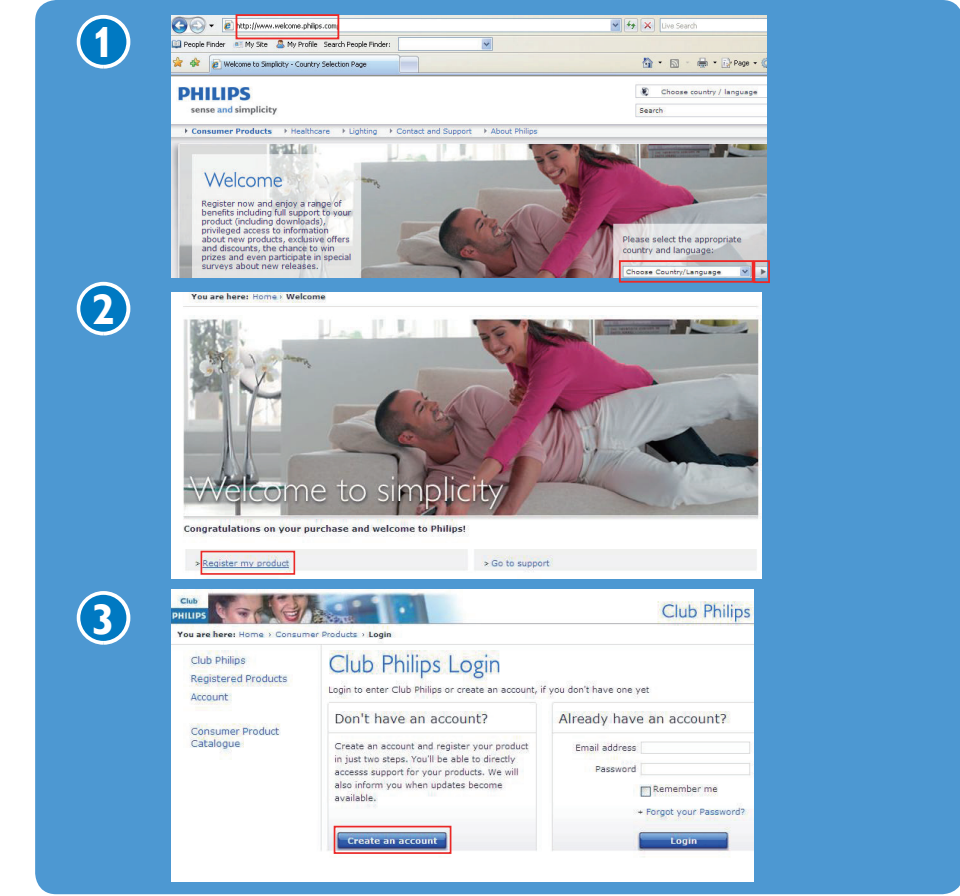 1
http://www.welcome.philips.com/
Live Search
People Finder My Site My Profile Search People Finder:
Welcome to Simplicity - Country Selection Page
Page
PHILIPS
sense and simplicity
Choose country / language
Search
Consumer Products Healthcare Lighting Contact and Support About Philips
Welcome
Register now and enjoy a range of
benefits including full support to your
product (including downloads),
privileged access to information
about new products, exclusive offers
and discounts, the chance to win
prizes and even participate in special
surveys about new releases.
Please select the appropriate
country and language:
Choose Country/Language
2
You are here: Home › Welcome
Welcome to simplicity
Congratulations on your purchase and welcome to Philips!
> Register my product
> Go to support
3
Club
PHILIPS
Club Philips
You are here: Home › Consumer Products › Login
Club Philips
Registered Products
Account
Consumer Product
Catalogue
Club Philips Login
Login to enter Club Philips or create an account, if you don't have one yet
Don't have an account?
Create an account and register your product
in just two steps. You'll be able to directly
accesss support for your products. We will
also inform you when updates become
available.
Create an account
Already have an account?
Email address
Password
Remember me
+ Forgot your Password?
Login